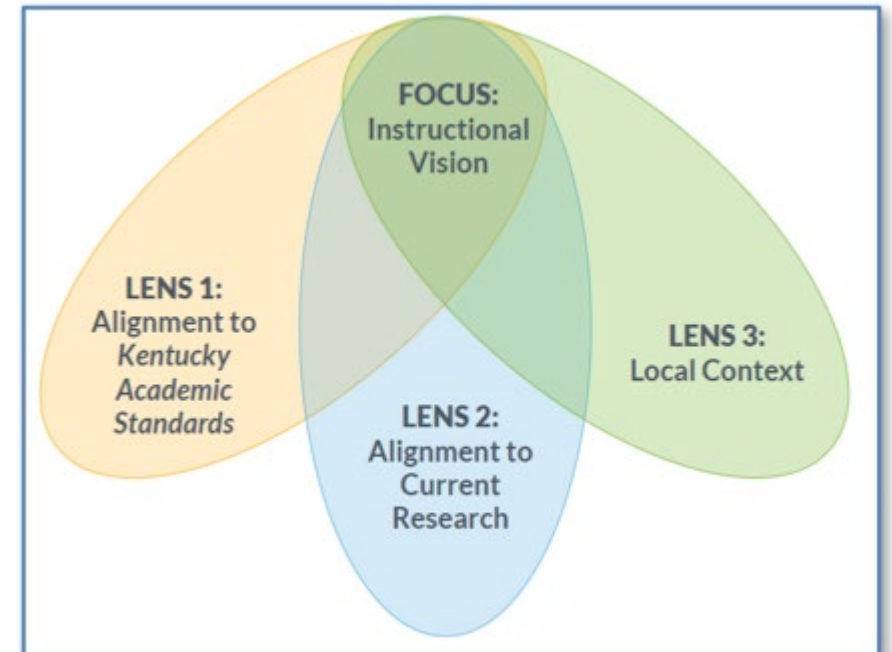 FOCUS:
Instructional
Vision
LENS 1:
Alignment to
Kentucky
Academic
Standards
LENS 2:
Alignment to
Current
Research
LENS 3:
Local Context